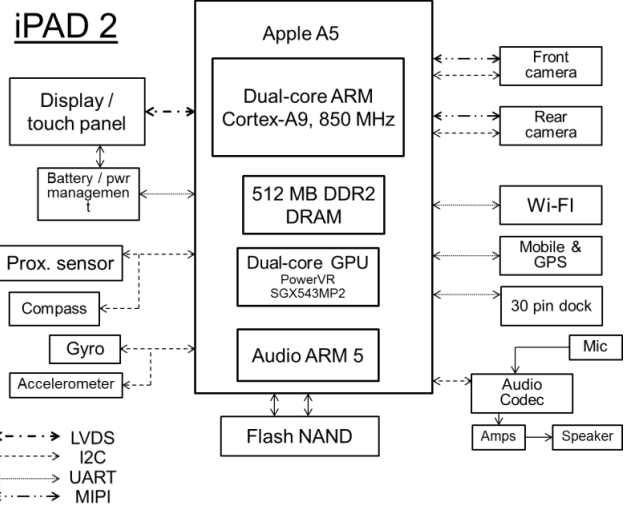 iPAD 2
Apple A5
Dual-core ARM
Cortex-A9, 850 MHz
512 MB DDR2
DRAM
Dual-core GPU
PowerVR
SGX543MP2
Audio ARM 5
Flash NAND
Display /
touch panel
Battery / pwr
managemen
t
Prox. sensor
Compass
Gyro
Accelerometer
Front
camera
Rear
camera
Wi-FI
Mobile &
GPS
30 pin dock
Mic
Audio
Codec
Amps
Speaker
LVDS
I2C
UART
MIPI